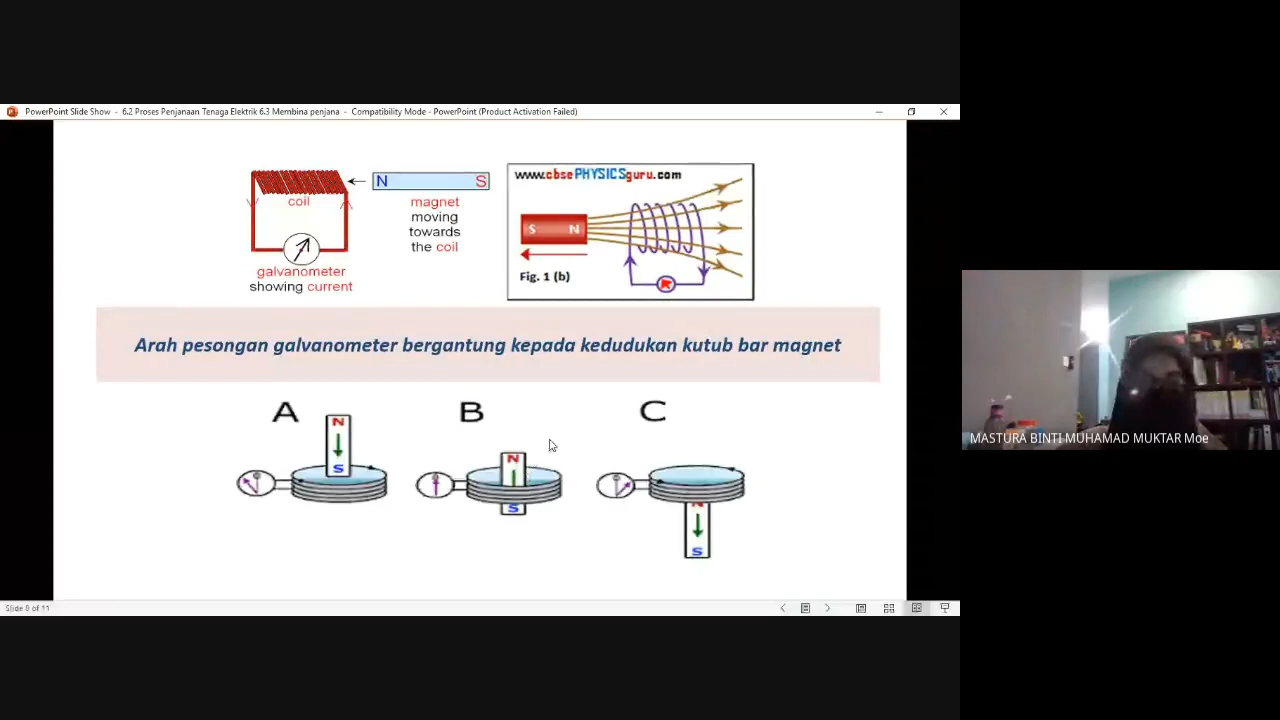 PowerPoint Slide Show - 6.2 Proses Penjanaan Tenaga Elektrik 6.3 Membina penjana - Compatibility Mode - PowerPoint (Product Activation Failed)
N S
coil
magnet
moving
towards
the coil
galvanometer
showing current
www.cbsePHYSICSguru.com
S N
Fig. 1 (b)
Arah pesongan galvanometer bergantung kepada kedudukan kutub bar magnet
A B C
N
S
N
S
N
S
MASTURA BINTI MUHAMAD MUKTAR Moe
Slide 8 of 11